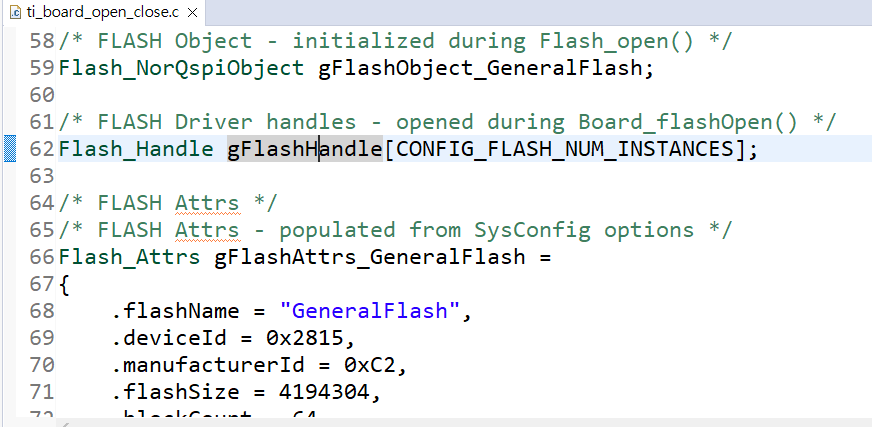 ti_board_open_close.c
58 /* FLASH Object - initialized during Flash_open() */
59 Flash_NorQspiObject gFlashObject_GeneralFlash;
60
61 /* FLASH Driver handles - opened during Board_flashOpen() */
62 Flash_Handle gFlashHandle[CONFIG_FLASH_NUM_INSTANCES];
63
64 /* FLASH Attrs */
65 /* FLASH Attrs - populated from SysConfig options */
66 Flash_Attrs gFlashAttrs_GeneralFlash =
67 {
68     .flashName = "GeneralFlash",
69     .deviceId = 0x2815,
70     .manufacturerId = 0xC2,
71     .flashSize = 4194304,